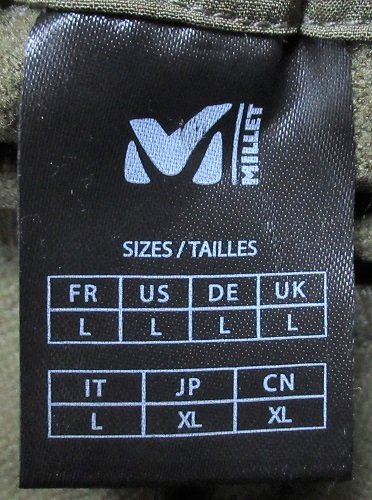 MILLET
SIZES / TAILLES
FR US DE UK
L L L L
IT JP CN
L XL XL